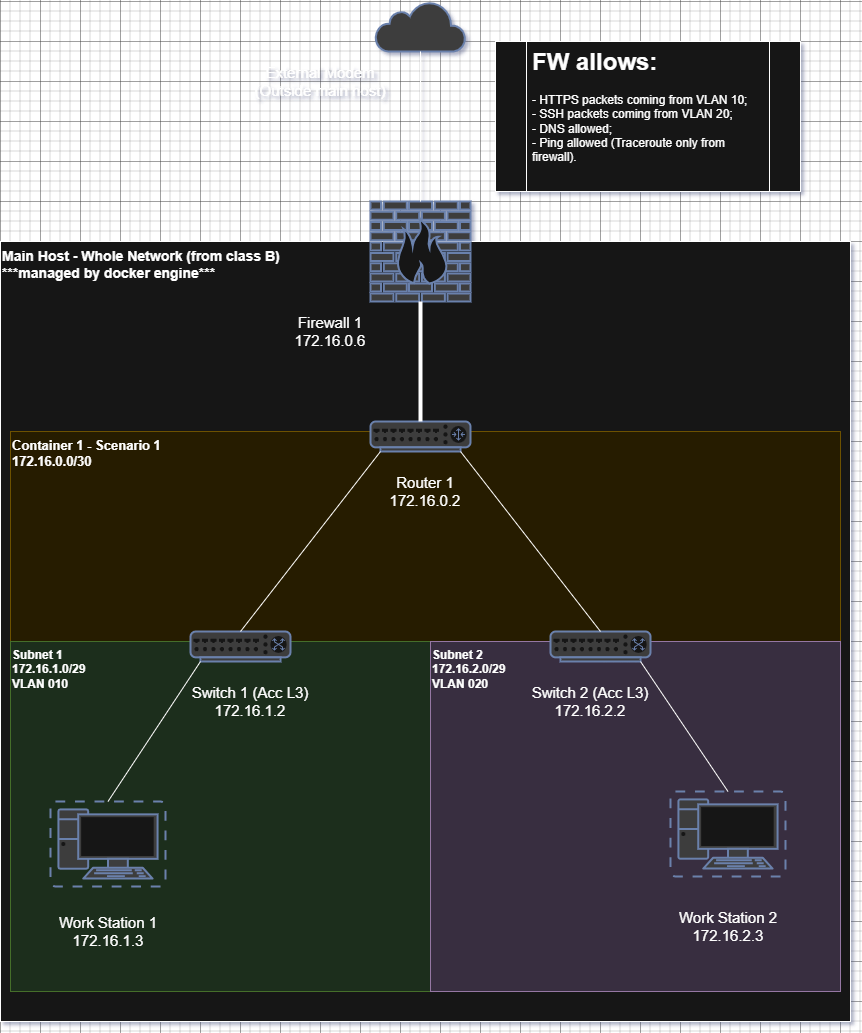 External Modem
(Outside main host)
FW allows:
- HTTPS packets coming from VLAN 10;
- SSH packets coming from VLAN 20;
- DNS allowed;
- Ping allowed (Traceroute only from
firewall).
Main Host - Whole Network (from class B)
***managed by docker engine***
Firewall 1
172.16.0.6
Container 1 - Scenario 1
172.16.0.0/30
Router 1
172.16.0.2
Subnet 1
172.16.1.0/29
VLAN 010
Switch 1 (Acc L3)
172.16.1.2
Subnet 2
172.16.2.0/29
VLAN 020
Switch 2 (Acc L3)
172.16.2.2
Work Station 1
172.16.1.3
Work Station 2
172.16.2.3